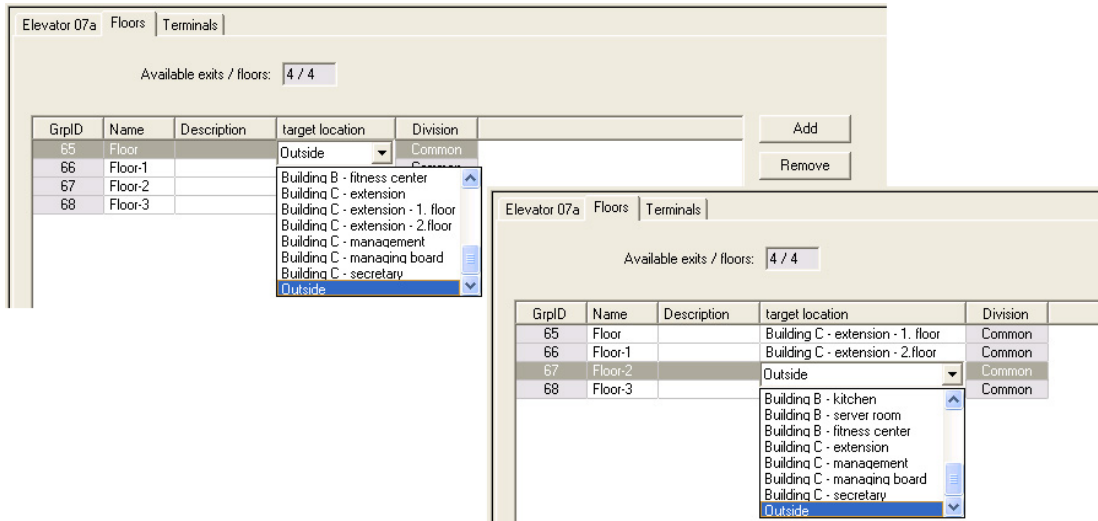 Elevator 07a Floors Terminals
Available exits / floors: 4 / 4
GrpID Name Description target location Division
65 Floor Outside Common
66 Floor-1 Common
67 Floor-2
68 Floor-3
Building B - fitness center
Building C - extension
Building C - extension - 1. floor
Building C - extension - 2.floor
Building C - management
Building C - managing board
Building C - secretary
Outside
Add
Remove
Elevator 07a Floors Terminals
Available exits / floors: 4 / 4
GrpID Name Description target location Division
65 Floor Building C - extension - 1. floor Common
66 Floor-1 Building C - extension - 2.floor Common
67 Floor-2 Outside Common
68 Floor-3 Common
Building B - kitchen
Building B - server room
Building B - fitness center
Building C - extension
Building C - management
Building C - managing board
Building C - secretary
Outside